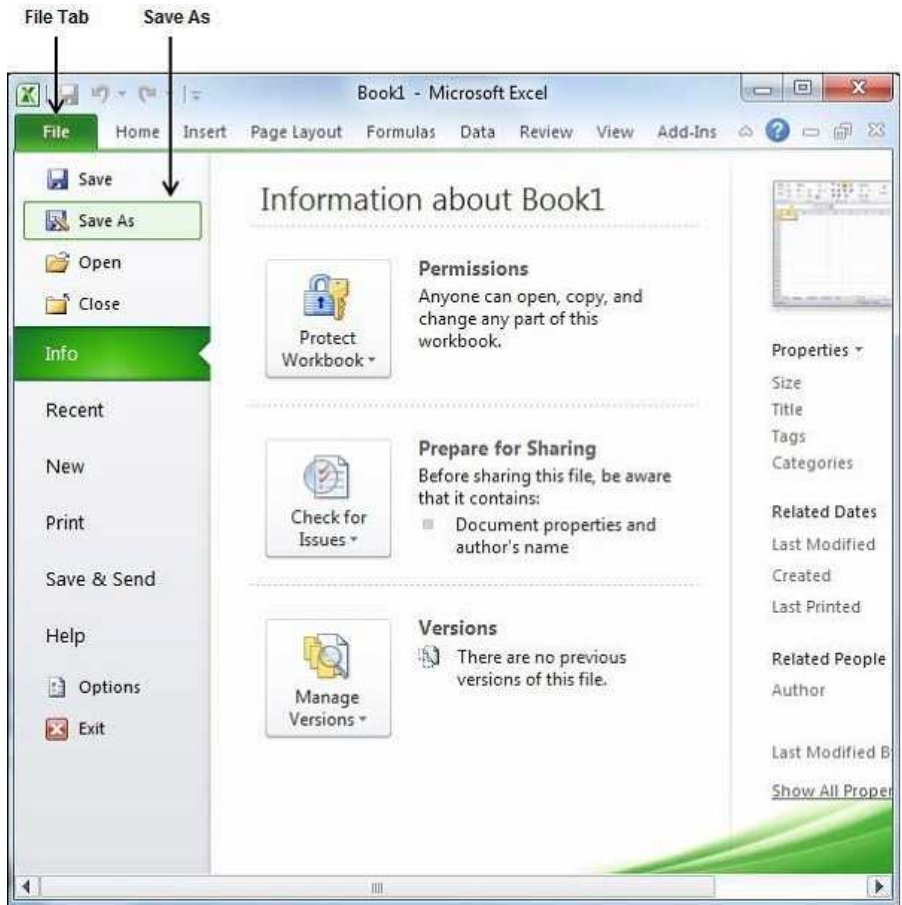 File Tab Save As
Book1 - Microsoft Excel
File Home Insert Page Layout Formulas Data Review View Add-Ins
Save
Save As
Open
Close
Info
Recent
New
Print
Save & Send
Help
Options
Exit
Information about Book1
Protect
Workbook
Permissions
Anyone can open, copy, and
change any part of this
workbook.
Check for
Issues
Prepare for Sharing
Before sharing this file, be aware
that it contains:
Document properties and
author's name
Manage
Versions
Versions
There are no previous
versions of this file.
Properties
Size
Title
Tags
Categories
Related Dates
Last Modified
Created
Last Printed
Related People
Author
Last Modified B
Show All Proper